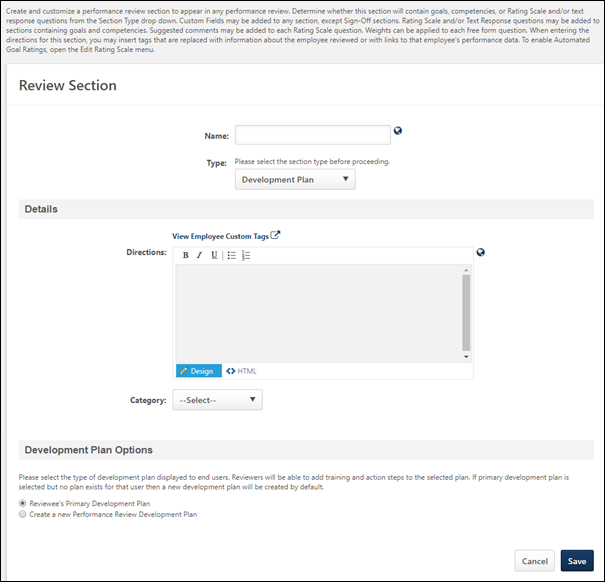 Create and customize a performance review section to appear in any performance review. Determine whether this section will contain goals, competencies, or Rating Scale and/or text
response questions from the Section Type drop down. Custom Fields may be added to any section, except Sign-Off sections. Rating Scale and/or Text Response questions may be added to
sections containing goals and competencies. Suggested comments may be added to each Rating Scale question. Weights can be applied to each free form question. When entering the
directions for this section, you may insert tags that are replaced with information about the employee reviewed or with links to that employee's performance data. To enable Automated
Goal Ratings, open the Edit Rating Scale menu.
Review Section
Name:
Type: Please select the section type before proceeding.
Development Plan
Details
View Employee Custom Tags
Directions:
B I U
Design HTML
Category: --Select--
Development Plan Options
Please select the type of development plan displayed to end users. Reviewers will be able to add training and action steps to the selected plan. If primary development plan is
selected but no plan exists for that user then a new development plan will be created by default.
Reviewee's Primary Development Plan
Create a new Performance Review Development Plan
Cancel Save